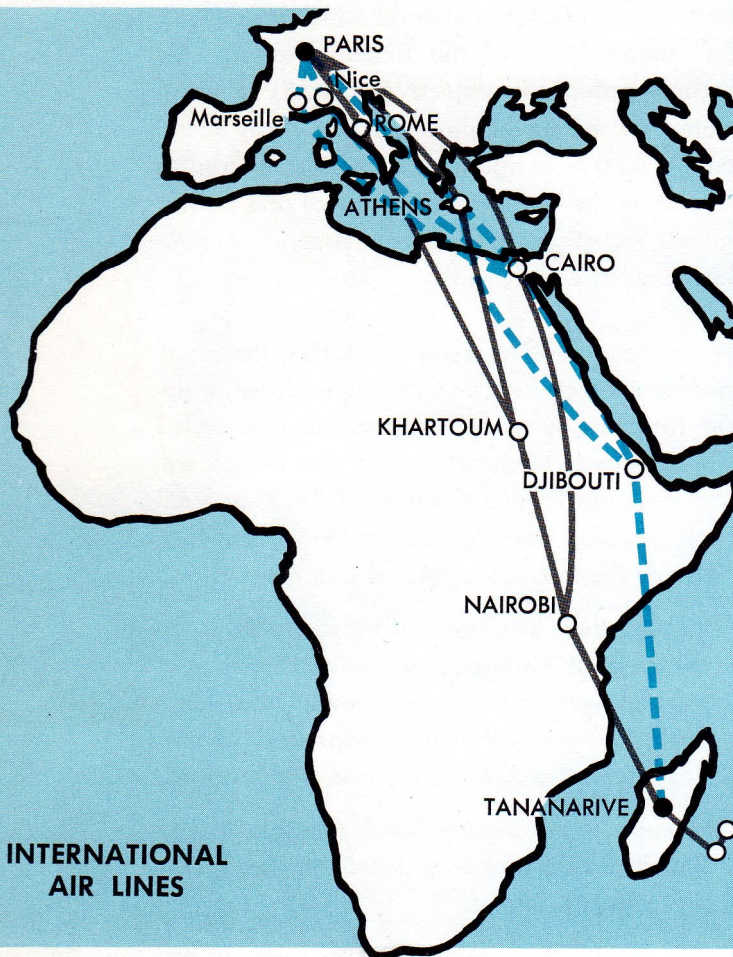 PARIS
Nice
Marseille
ROME
ATHENS
CAIRO
KHARTOUM
DJIBOUTI
NAIROBI
TANANARIVE
INTERNATIONAL
AIR LINES